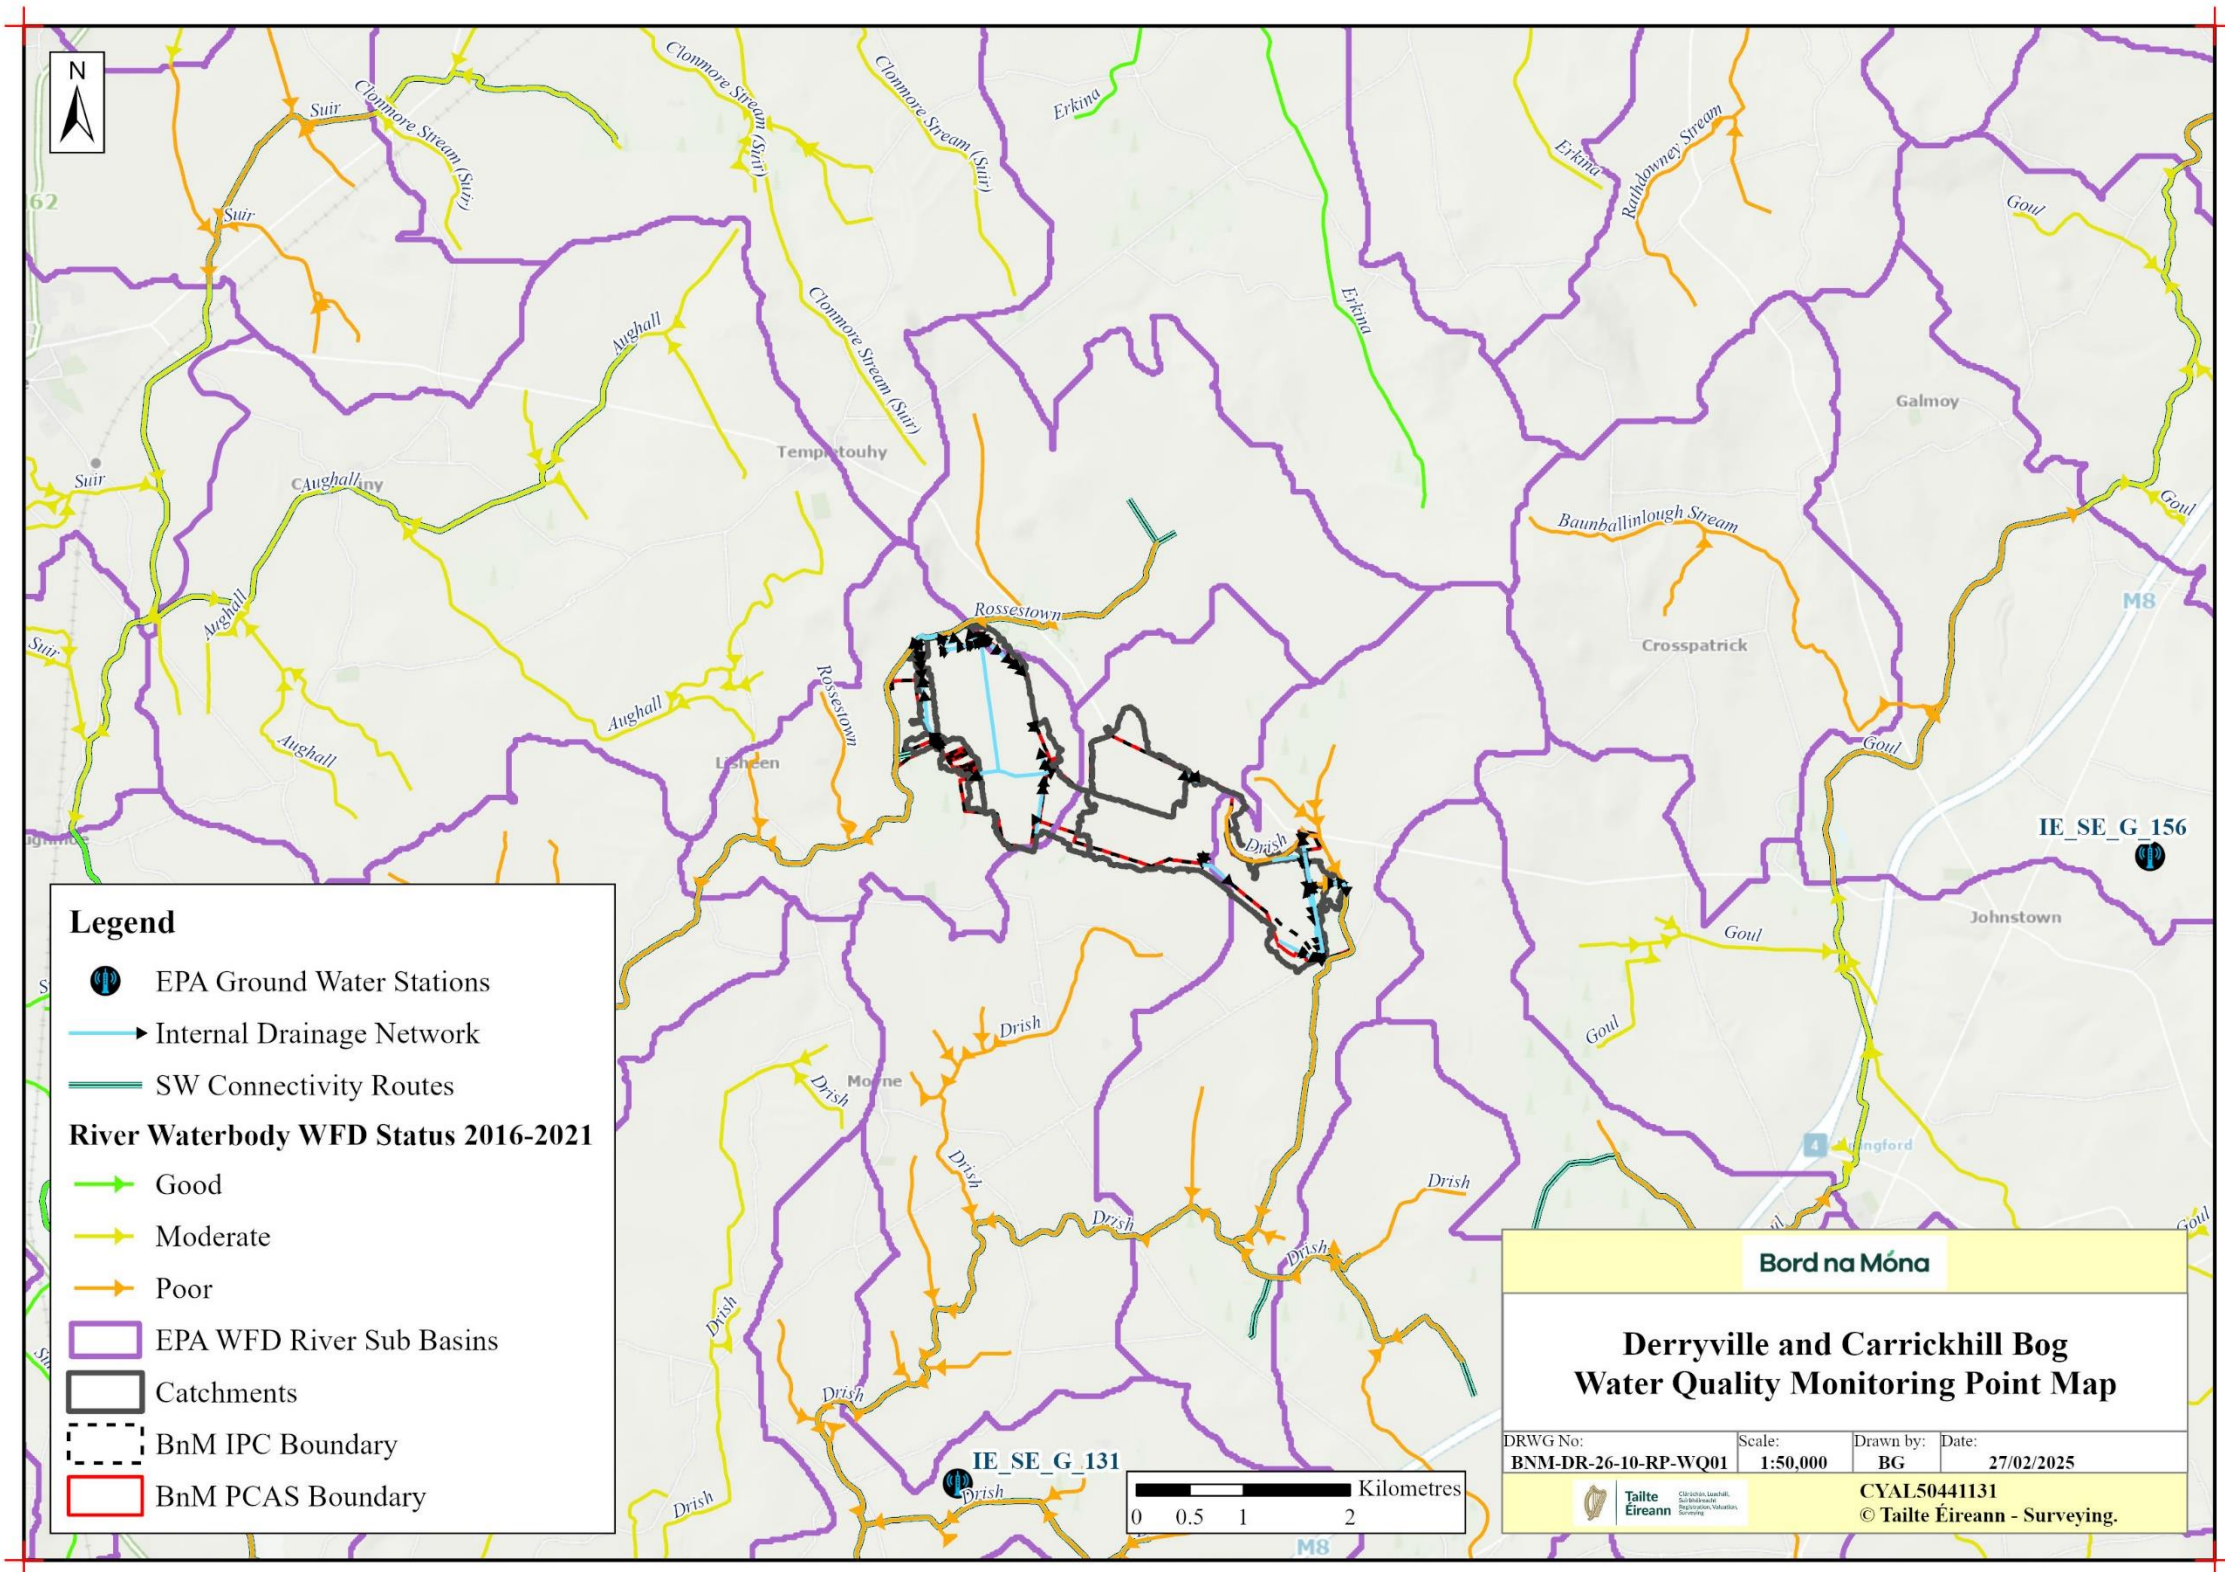 N
Suir
Clonmore Stream (Suir)
Clonmore Stream (Suir)
Clonmore Stream (Suir)
Erkina
Erkina
Rathdowney Stream
Goul
62
Suir
Clonmore Stream (Suir)
Erkina
Aughall
Galmoy
Templetouhy
Suir
Aughall
Goul
Baunballinlough Stream
M8
Rossestown
Aughall
Suir
Crosspatrick
Rossestown
Aughall
Aughall
Goul
Lisheen
Drish
IE_SE_G_156
Johnstown
Goul
Goul
Drish
Moyne
Drish
Drish
4
ingford
Drish
Drish
Drish
Goul
Drish
Drish
IE_SE_G_131
Drish
Drish
M8
Legend
EPA Ground Water Stations
Internal Drainage Network
SW Connectivity Routes
River Waterbody WFD Status 2016-2021
Good
Moderate
Poor
EPA WFD River Sub Basins
Catchments
BnM IPC Boundary
BnM PCAS Boundary
Kilometres
0 0.5 1 2
Bord na Móna
Derryville and Carrickhill Bog
Water Quality Monitoring Point Map
DRWG No: Scale: Drawn by: Date:
BNM-DR-26-10-RP-WQ01 1:50,000 BG 27/02/2025
Tailte
Éireann
CYAL50441131
© Tailte Éireann - Surveying.